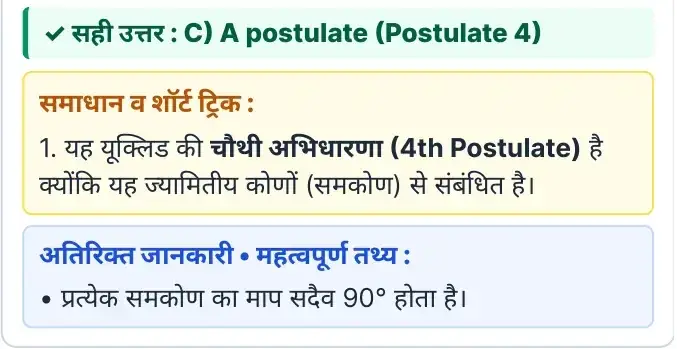 ✓ सही उत्तर : C) A postulate (Postulate 4)
समाधान व शॉर्ट ट्रिक :
1. यह यूक्लिड की चौथी अभिधारणा (4th Postulate) है
क्योंकि यह ज्यामितीय कोणों (समकोण) से संबंधित है।
अतिरिक्त जानकारी • महत्वपूर्ण तथ्य :
• प्रत्येक समकोण का माप सदैव 90° होता है।